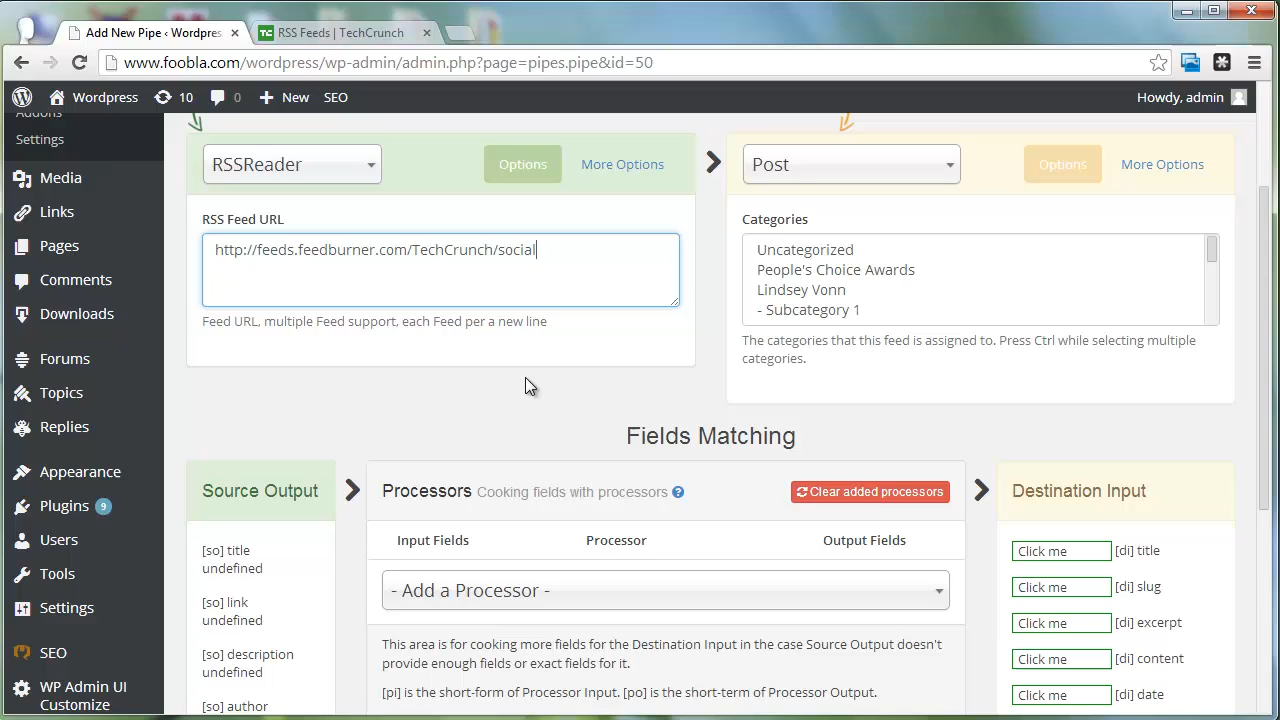 Add New Pipe ‹ Wordpres
RSS Feeds | TechCrunch
www.foobla.com/wordpress/wp-admin/admin.php?page=pipes.pipe&id=50
Wordpress
10
0
New
SEO
Howdy, admin
Addons
Settings
Media
Links
Pages
Comments
Downloads
Forums
Topics
Replies
Appearance
Plugins 9
Users
Tools
Settings
SEO
WP Admin UI
Customize
RSSReader
Options
More Options
RSS Feed URL
http://feeds.feedburner.com/TechCrunch/social
Feed URL, multiple Feed support, each Feed per a new line
Post
Options
More Options
Categories
Uncategorized
People's Choice Awards
Lindsey Vonn
- Subcategory 1
The categories that this feed is assigned to. Press Ctrl while selecting multiple
categories.
Fields Matching
Source Output
[so] title
undefined
[so] link
undefined
[so] description
undefined
[so] author
Processors Cooking fields with processors
Clear added processors
Input Fields
Processor
Output Fields
- Add a Processor -
This area is for cooking more fields for the Destination Input in the case Source Output doesn't
provide enough fields or exact fields for it.
[pi] is the short-form of Processor Input. [po] is the short-term of Processor Output.
Destination Input
Click me [di] title
Click me [di] slug
Click me [di] excerpt
Click me [di] content
Click me [di] date